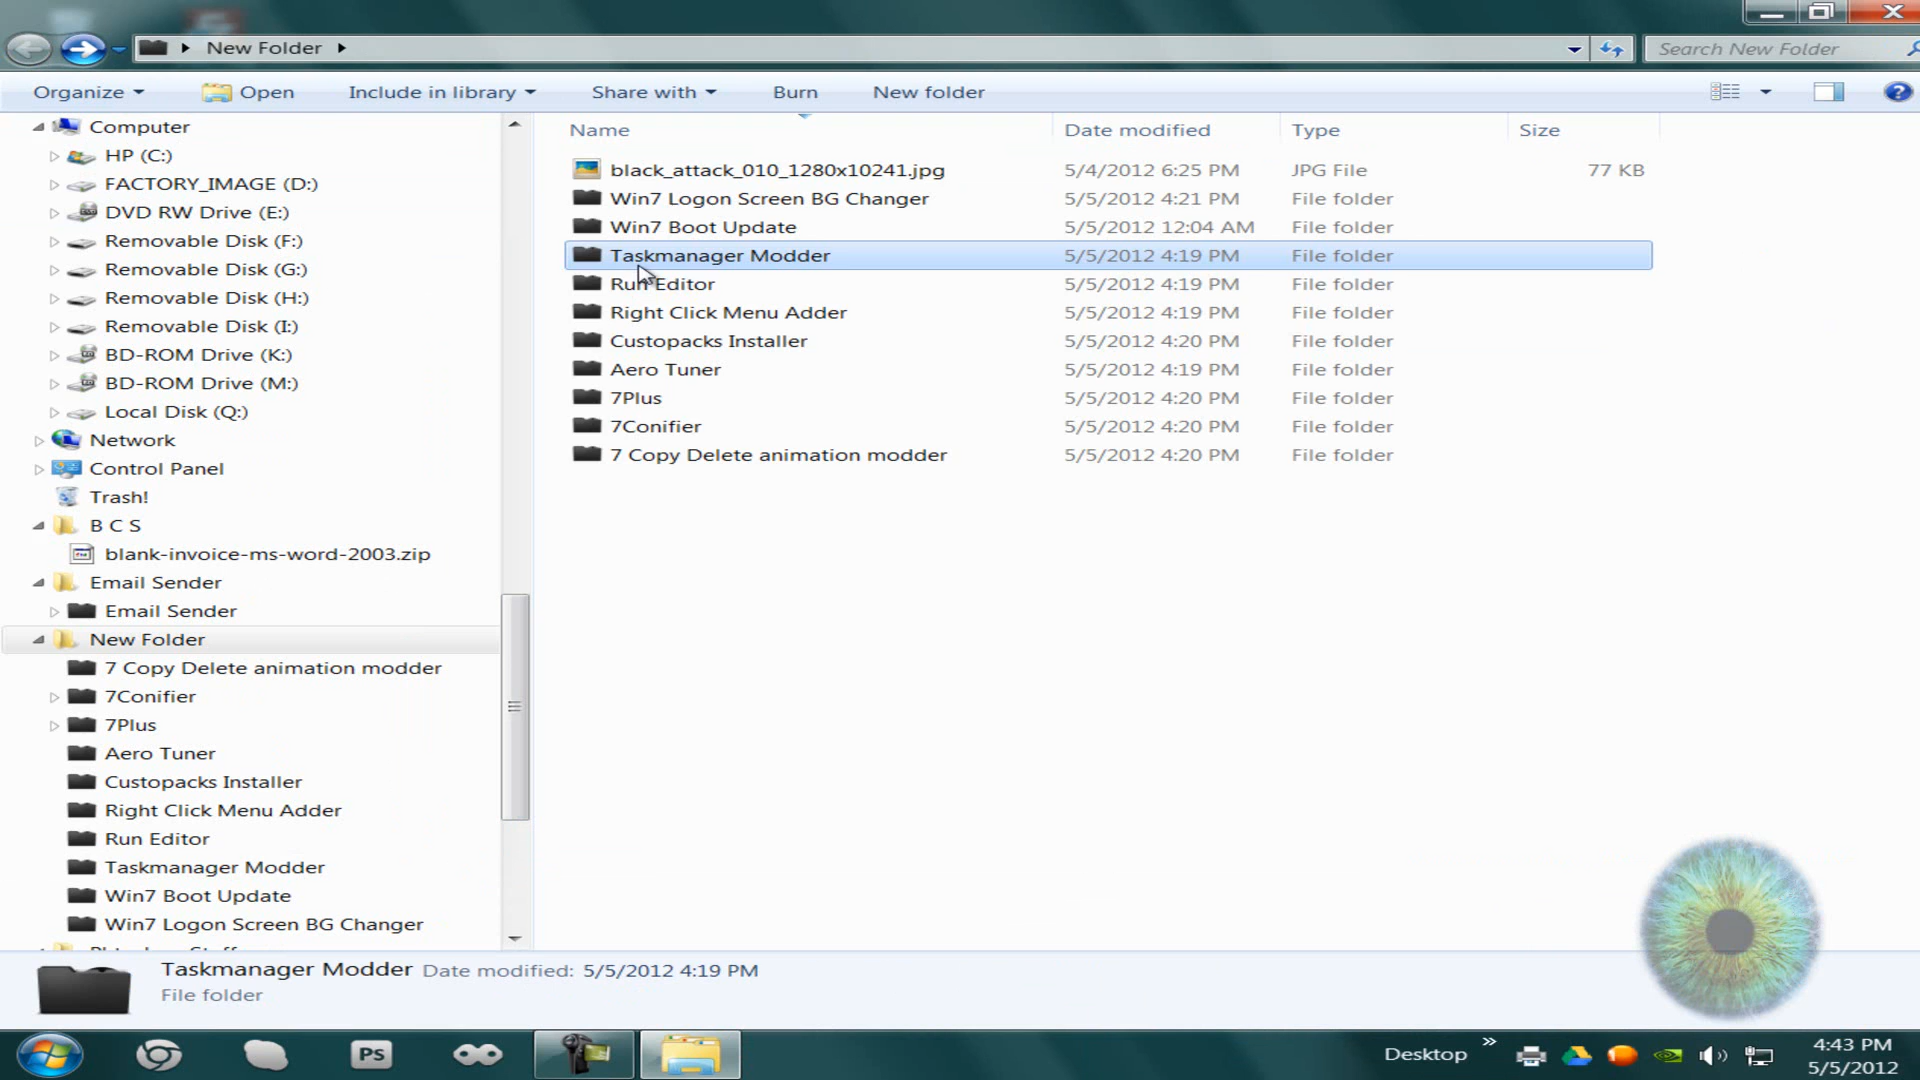 New Folder
Search New Folder
Organize Open Include in library Share with Burn New folder
Computer
HP (C:)
FACTORY_IMAGE (D:)
DVD RW Drive (E:)
Removable Disk (F:)
Removable Disk (G:)
Removable Disk (H:)
Removable Disk (I:)
BD-ROM Drive (K:)
BD-ROM Drive (M:)
Local Disk (Q:)
Network
Control Panel
Trash!
B C S
blank-invoice-ms-word-2003.zip
Email Sender
Email Sender
New Folder
7 Copy Delete animation modder
7Conifier
7Plus
Aero Tuner
Custopacks Installer
Right Click Menu Adder
Run Editor
Taskmanager Modder
Win7 Boot Update
Win7 Logon Screen BG Changer
Name Date modified Type Size
black_attack_010_1280x10241.jpg 5/4/2012 6:25 PM JPG File 77 KB
Win7 Logon Screen BG Changer 5/5/2012 4:21 PM File folder
Win7 Boot Update 5/5/2012 12:04 AM File folder
Taskmanager Modder 5/5/2012 4:19 PM File folder
Run Editor 5/5/2012 4:19 PM File folder
Right Click Menu Adder 5/5/2012 4:19 PM File folder
Custopacks Installer 5/5/2012 4:20 PM File folder
Aero Tuner 5/5/2012 4:19 PM File folder
7Plus 5/5/2012 4:20 PM File folder
7Conifier 5/5/2012 4:20 PM File folder
7 Copy Delete animation modder 5/5/2012 4:20 PM File folder
Taskmanager Modder Date modified: 5/5/2012 4:19 PM
File folder
PS
Desktop
4:43 PM
5/5/2012